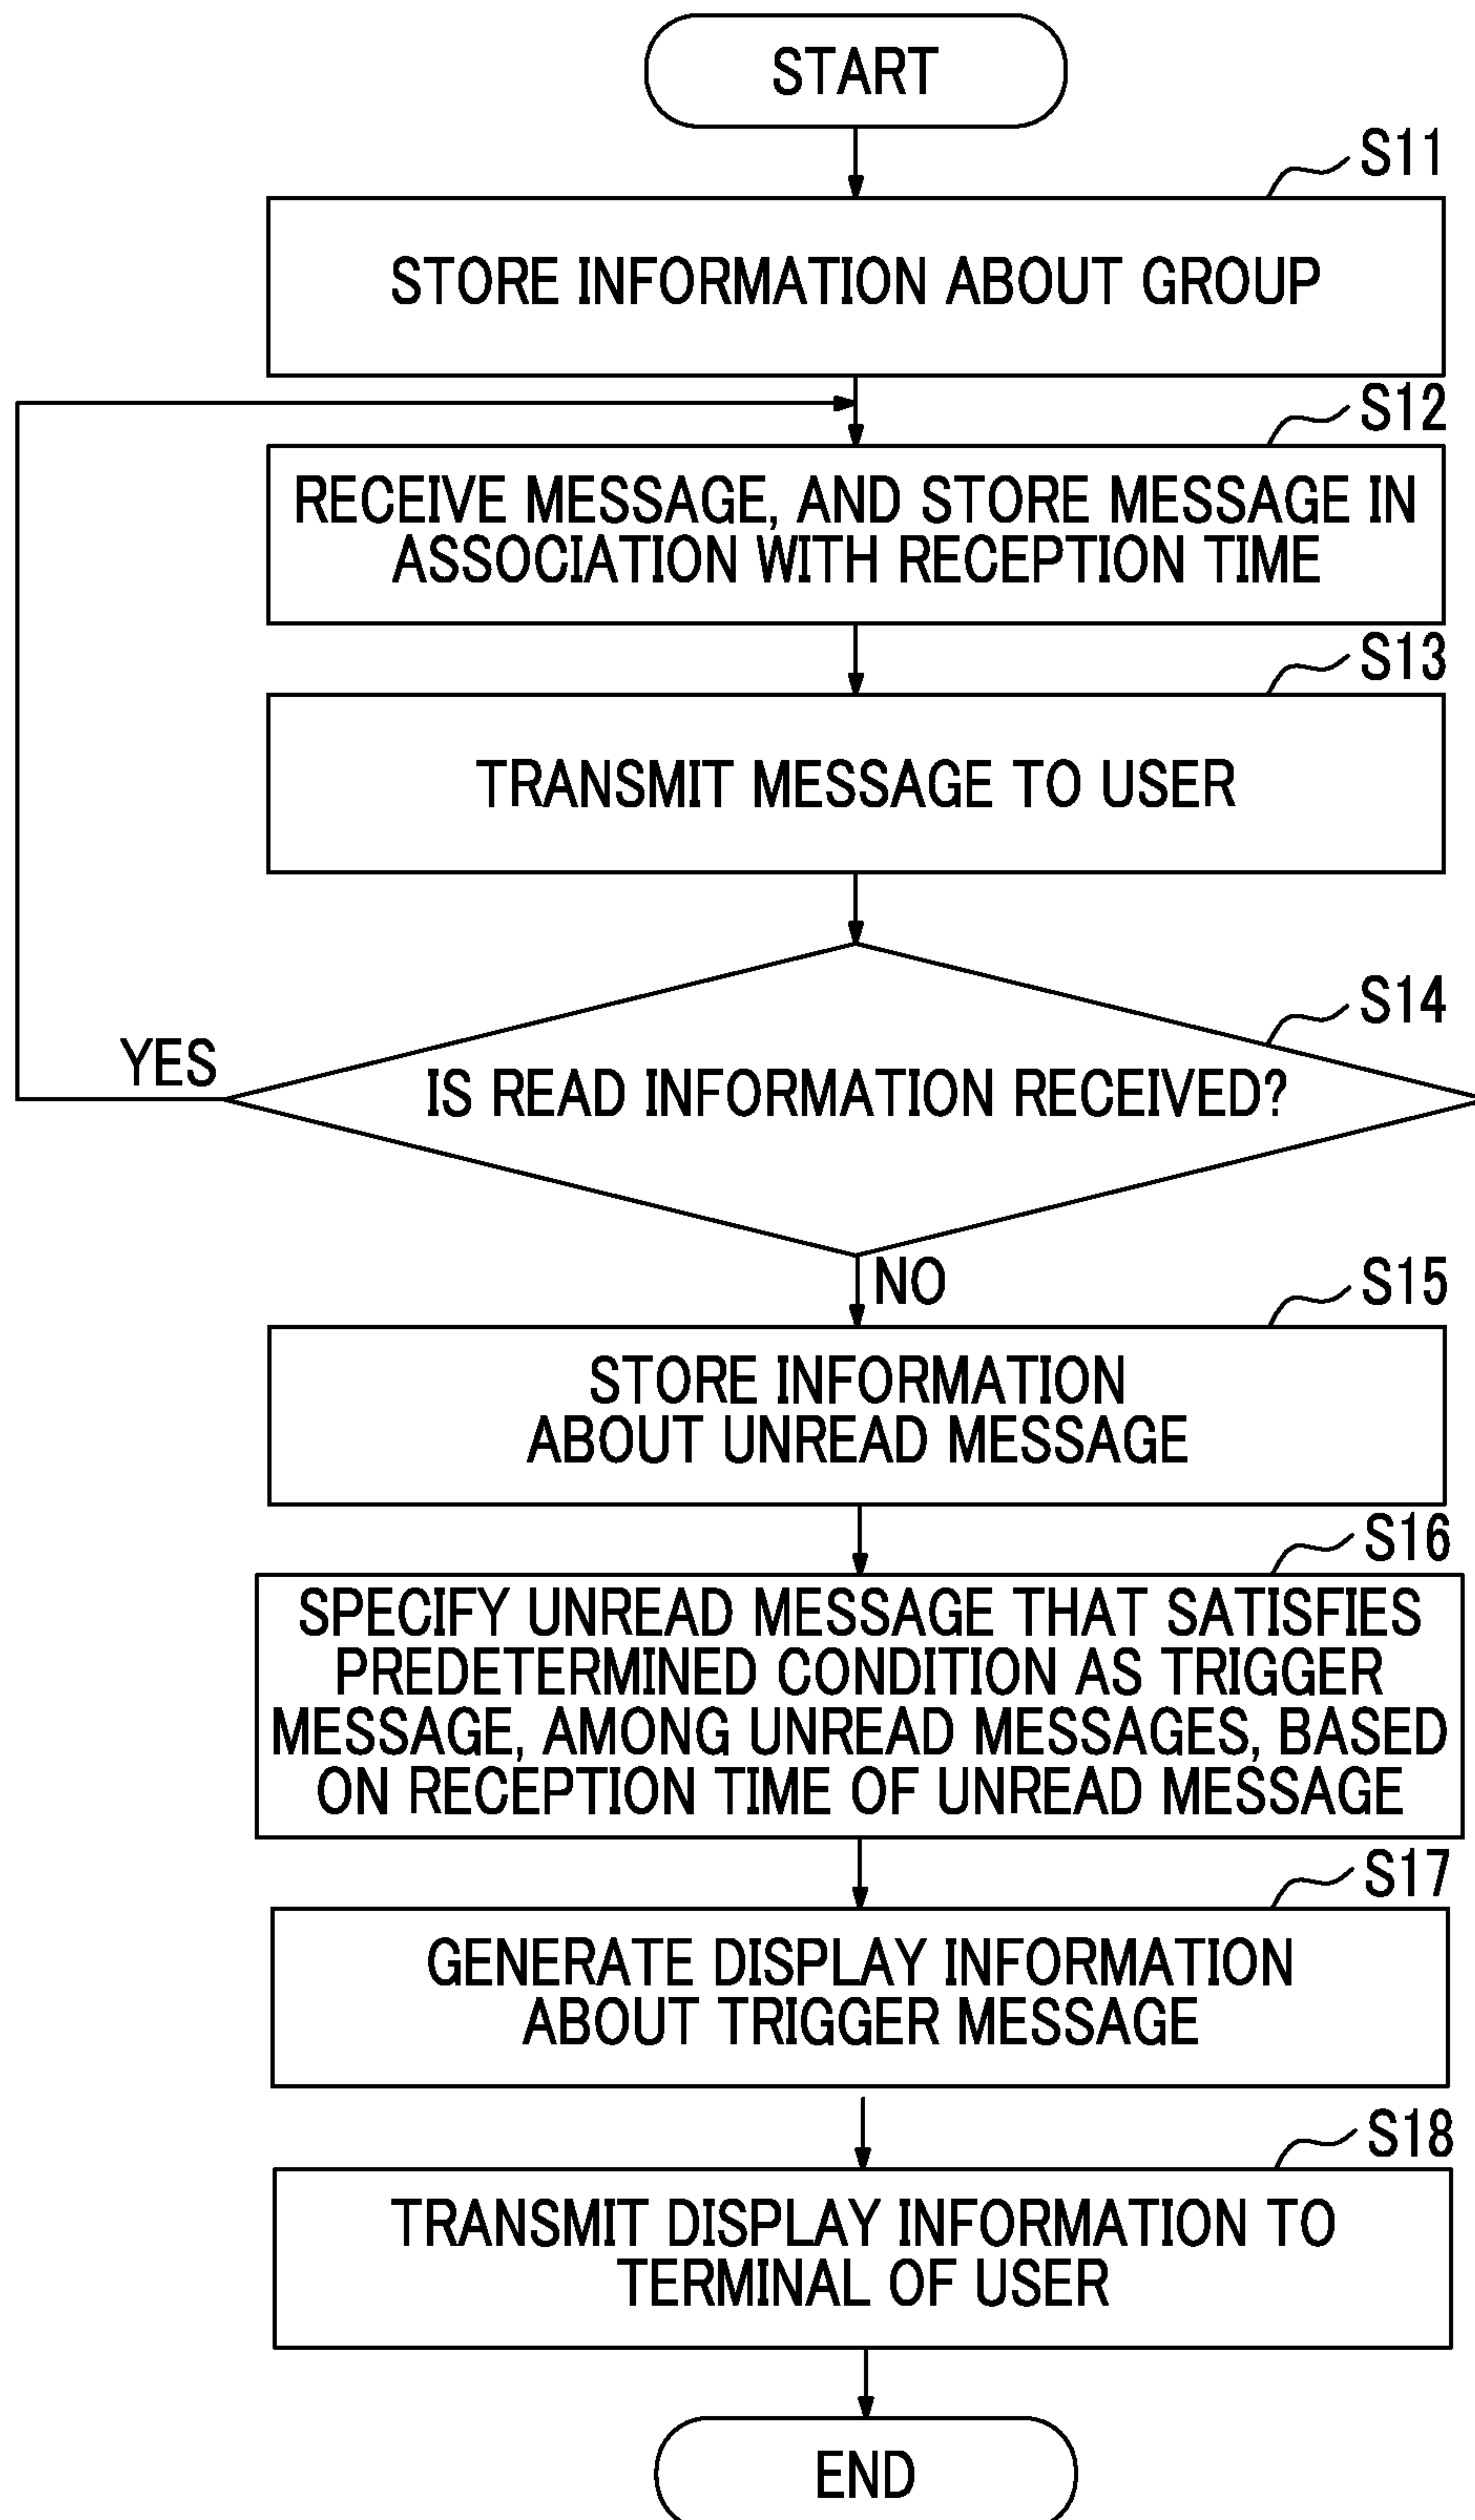 START
S11
STORE INFORMATION ABOUT GROUP
S12
RECEIVE MESSAGE, AND STORE MESSAGE IN
ASSOCIATION WITH RECEPTION TIME
S13
TRANSMIT MESSAGE TO USER
S14
YES
IS READ INFORMATION RECEIVED?
NO
S15
STORE INFORMATION
ABOUT UNREAD MESSAGE
S16
SPECIFY UNREAD MESSAGE THAT SATISFIES
PREDETERMINED CONDITION AS TRIGGER
MESSAGE, AMONG UNREAD MESSAGES, BASED
ON RECEPTION TIME OF UNREAD MESSAGE
S17
GENERATE DISPLAY INFORMATION
ABOUT TRIGGER MESSAGE
S18
TRANSMIT DISPLAY INFORMATION TO
TERMINAL OF USER
END